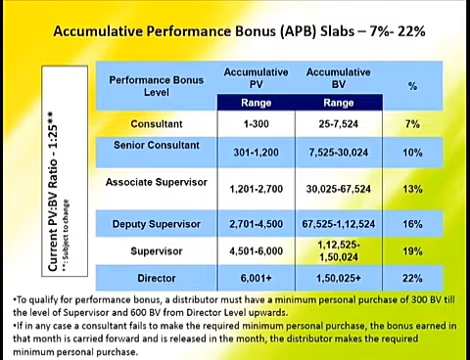 Accumulative Performance Bonus (APB) Slabs – 7%- 22%
Current PV:BV Ratio - 1:25**
**: Subject to change
Performance Bonus Level Accumulative PV Accumulative BV %
Range Range
Consultant 1-300 25-7,524 7%
Senior Consultant 301-1,200 7,525-30,024 10%
Associate Supervisor 1,201-2,700 30,025-67,524 13%
Deputy Supervisor 2,701-4,500 67,525-1,12,524 16%
Supervisor 4,501-6,000 1,12,525-1,50,024 19%
Director 6,001+ 1,50,025+ 22%
•To qualify for performance bonus, a distributor must have a minimum personal purchase of 300 BV till
the level of Supervisor and 600 BV from Director Level upwards.
•If in any case a consultant fails to make the required minimum personal purchase, the bonus earned in
that month is carried forward and is released in the month, the distributor makes the required
minimum personal purchase.